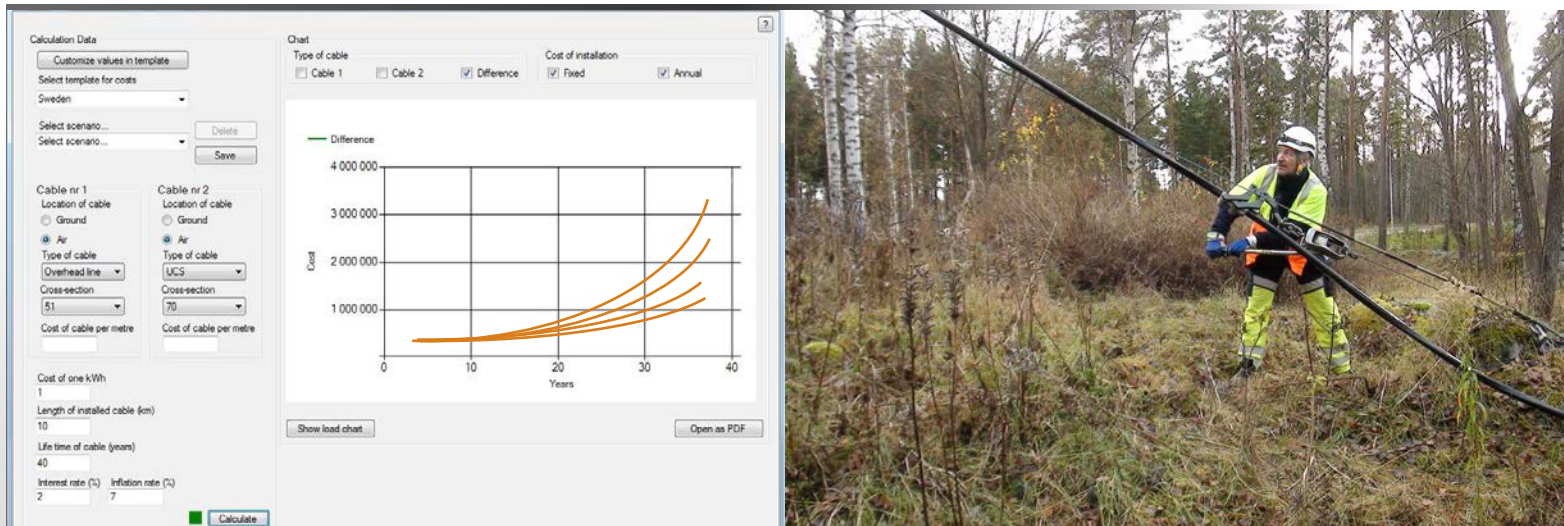 ?
Calculation Data
Customize values in template
Select template for costs
Sweden
Select scenario...
Select scenario...
Delete
Save
Cable nr 1
Location of cable
Ground
Air
Type of cable
Overhead line
Cross-section
51
Cost of cable per metre
Cable nr 2
Location of cable
Ground
Air
Type of cable
UCS
Cross-section
70
Cost of cable per metre
Cost of one kWh
1
Length of installed cable (km)
10
Life time of cable (years)
40
Interest rate (%) Inflation rate (%)
2 7
Calculate
Chart
Type of cable
Cable 1 Cable 2 Difference
Cost of installation
Fixed Annual
Difference
4 000 000
3 000 000
2 000 000
1 000 000
Cost
0 10 20 30 40
Years
Show load chart
Open as PDF